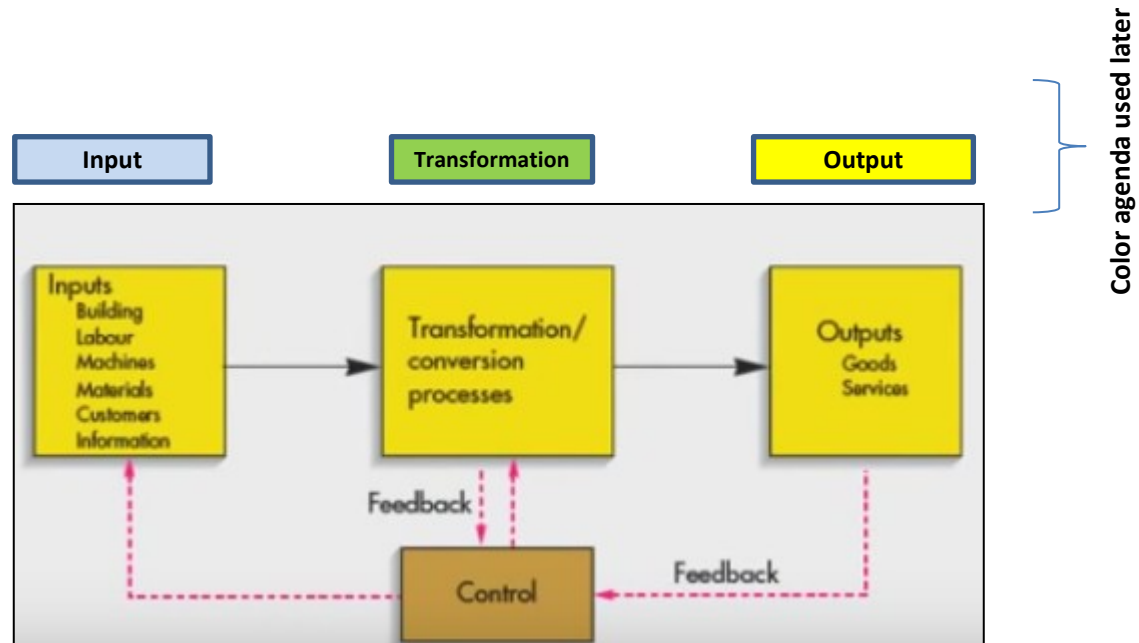 Color agenda used later
Input
Transformation
Output
Inputs
Building
Labour
Machines
Materials
Customers
Information
Transformation/
conversion
processes
Outputs
Goods
Services
Feedback
Control
Feedback